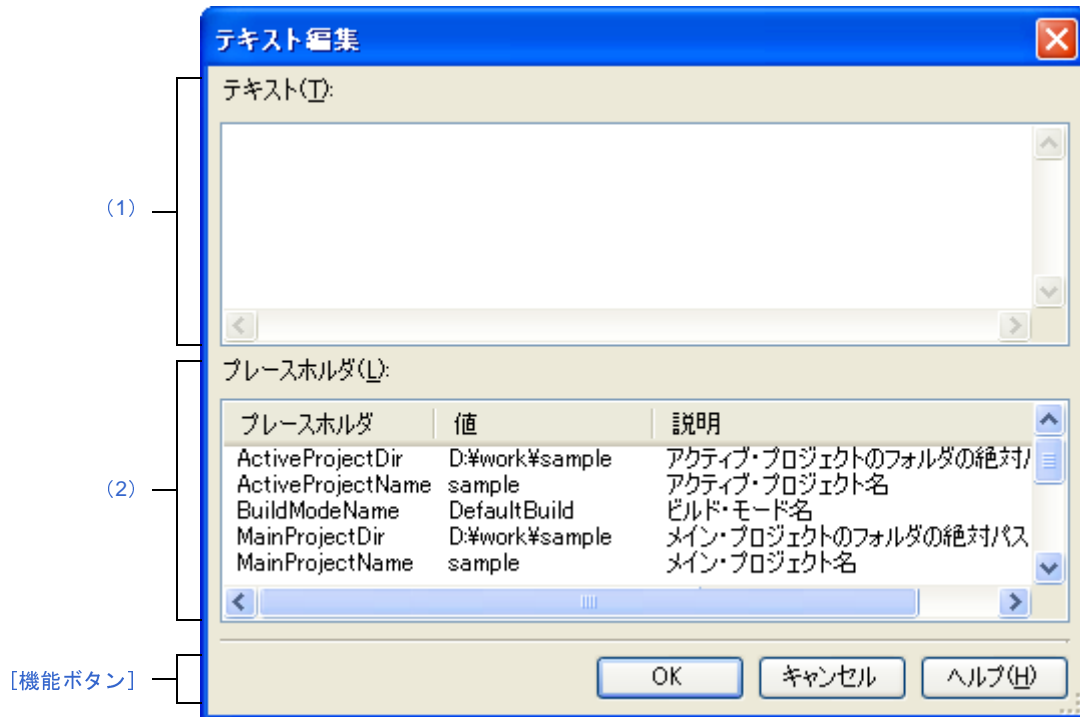 テキスト編集
テキスト(T):
(1)
プレースホルダ(L):
プレースホルダ 値 説明
ActiveProjectDir D:¥work¥sample アクティブ・プロジェクトのフォルダの絶対パ
ActiveProjectName sample アクティブ・プロジェクト名
(2)
BuildModeName DefaultBuild ビルド・モード名
MainProjectDir D:¥work¥sample メイン・プロジェクトのフォルダの絶対パス
MainProjectName sample メイン・プロジェクト名
[機能ボタン]
OK キャンセル ヘルプ(H)